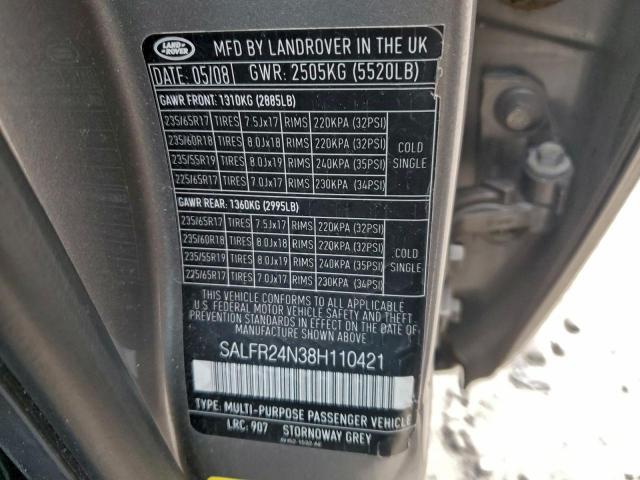 LAND ROVER
MFD BY LANDROVER IN THE UK
DATE: 05/08 GWR: 2505KG (5520LB)
GAWR FRONT: 1310KG (2885LB)
235/65R17 TIRES 7.5Jx17 RIMS 220KPA (32PSI)
235/60R18 TIRES 8.0Jx18 RIMS 220KPA (32PSI) COLD
235/55R19 TIRES 8.0Jx19 RIMS 240KPA (35PSI) SINGLE
225/65R17 TIRES 7.0Jx17 RIMS 230KPA (34PSI)
GAWR REAR: 1360KG (2995LB)
235/65R17 TIRES 7.5Jx17 RIMS 220KPA (32PSI)
235/60R18 TIRES 8.0Jx18 RIMS 220KPA (32PSI) COLD
235/55R19 TIRES 8.0Jx19 RIMS 240KPA (35PSI) SINGLE
225/65R17 TIRES 7.0Jx17 RIMS 230KPA (34PSI)
THIS VEHICLE CONFORMS TO ALL APPLICABLE
U.S. FEDERAL MOTOR VEHICLE SAFETY AND THEFT
PREVENTION STANDARDS IN EFFECT ON THE DATE OF
MANUFACTURE SHOWN ABOVE
SALFR24N38H110421
TYPE: MULTI-PURPOSE PASSENGER VEHICLE
LRC: 907 STORNOWAY GREY